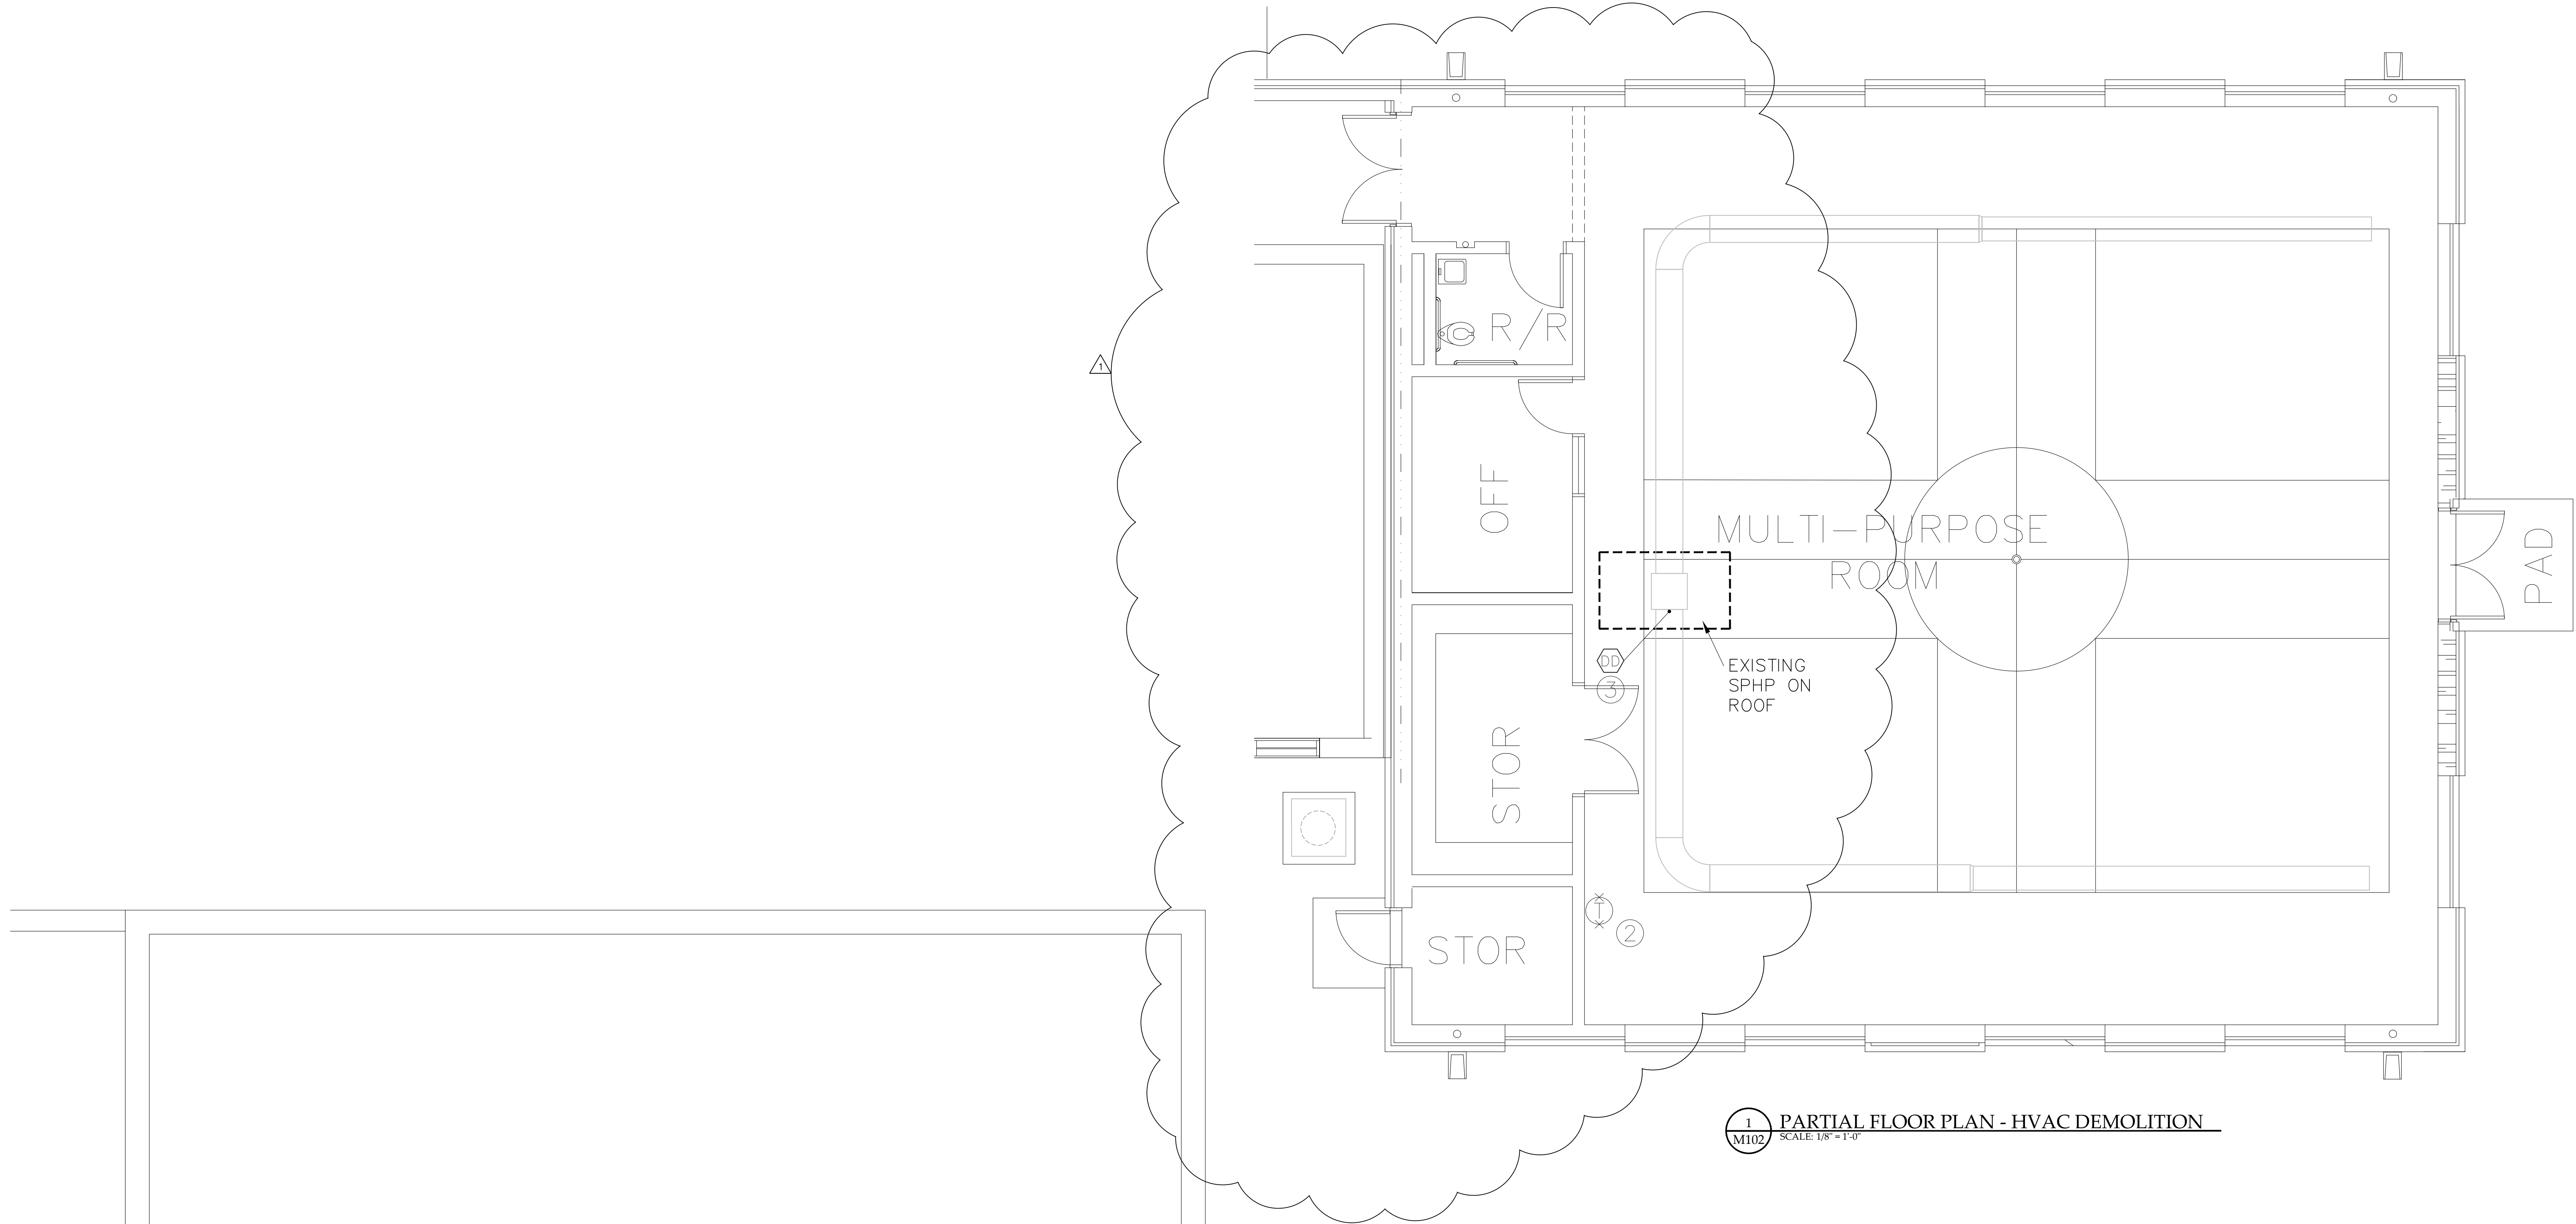 1
R/R
OFF
MULTI-PURPOSE
ROOM
PAD
DD
3
EXISTING
SPHP ON
ROOF
STOR
T
2
STOR
1
M102
PARTIAL FLOOR PLAN - HVAC DEMOLITION
SCALE: 1/8" = 1'-0"